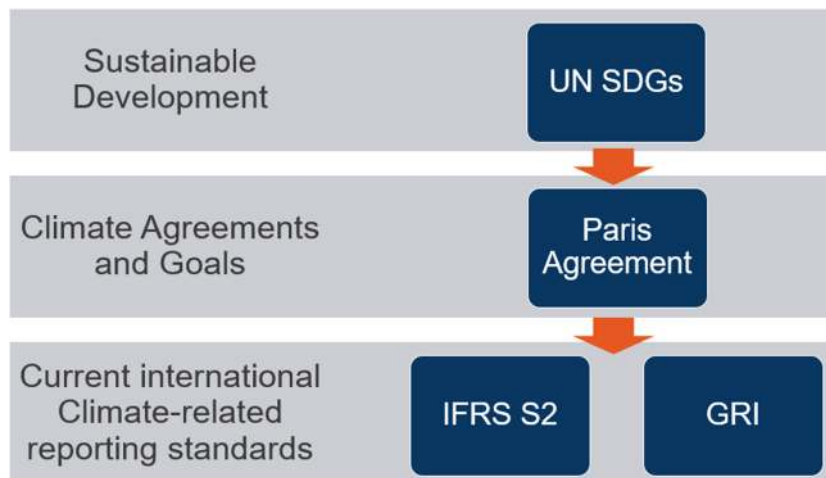 Sustainable
Development
UN SDGs
Climate Agreements
and Goals
Paris
Agreement
Current international
Climate-related
reporting standards
IFRS S2
GRI